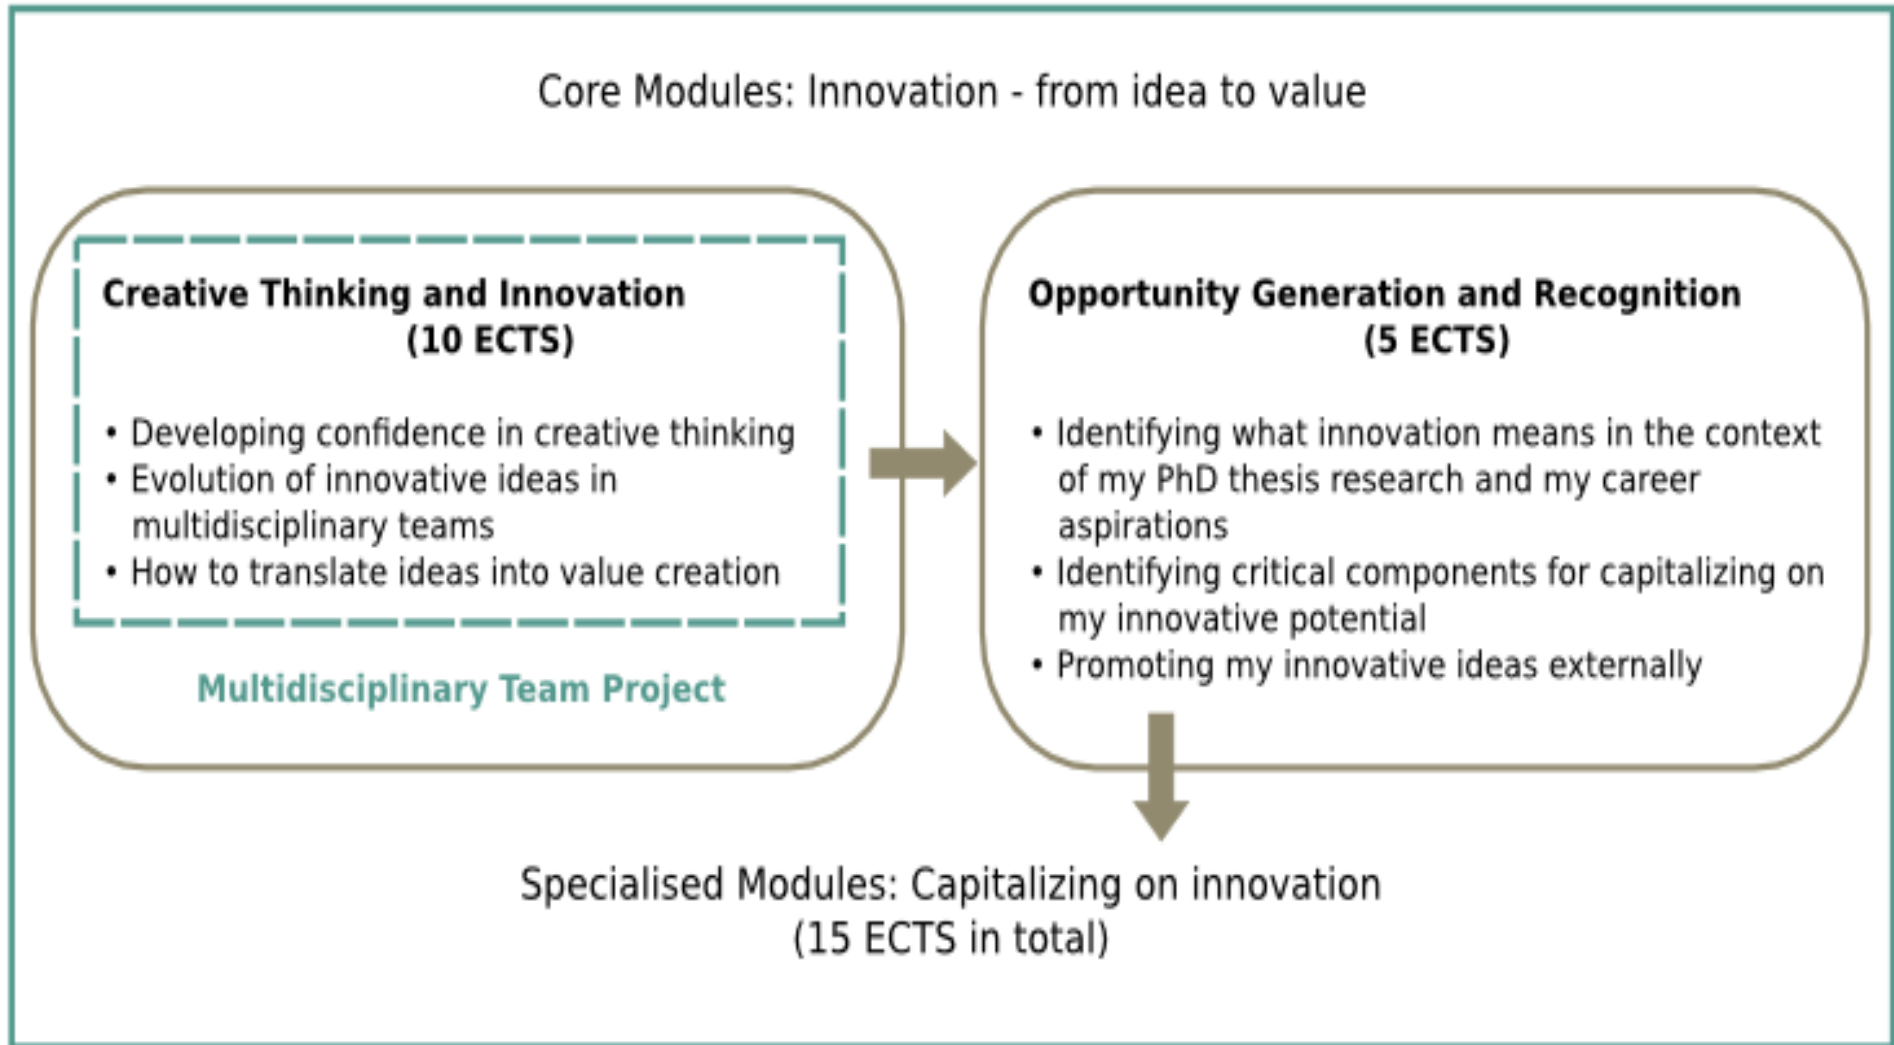 Core Modules: Innovation - from idea to value
Creative Thinking and Innovation
(10 ECTS)
• Developing confidence in creative thinking
• Evolution of innovative ideas in
multidisciplinary teams
• How to translate ideas into value creation
Multidisciplinary Team Project
Opportunity Generation and Recognition
(5 ECTS)
• Identifying what innovation means in the context
of my PhD thesis research and my career
aspirations
• Identifying critical components for capitalizing on
my innovative potential
• Promoting my innovative ideas externally
Specialised Modules: Capitalizing on innovation
(15 ECTS in total)